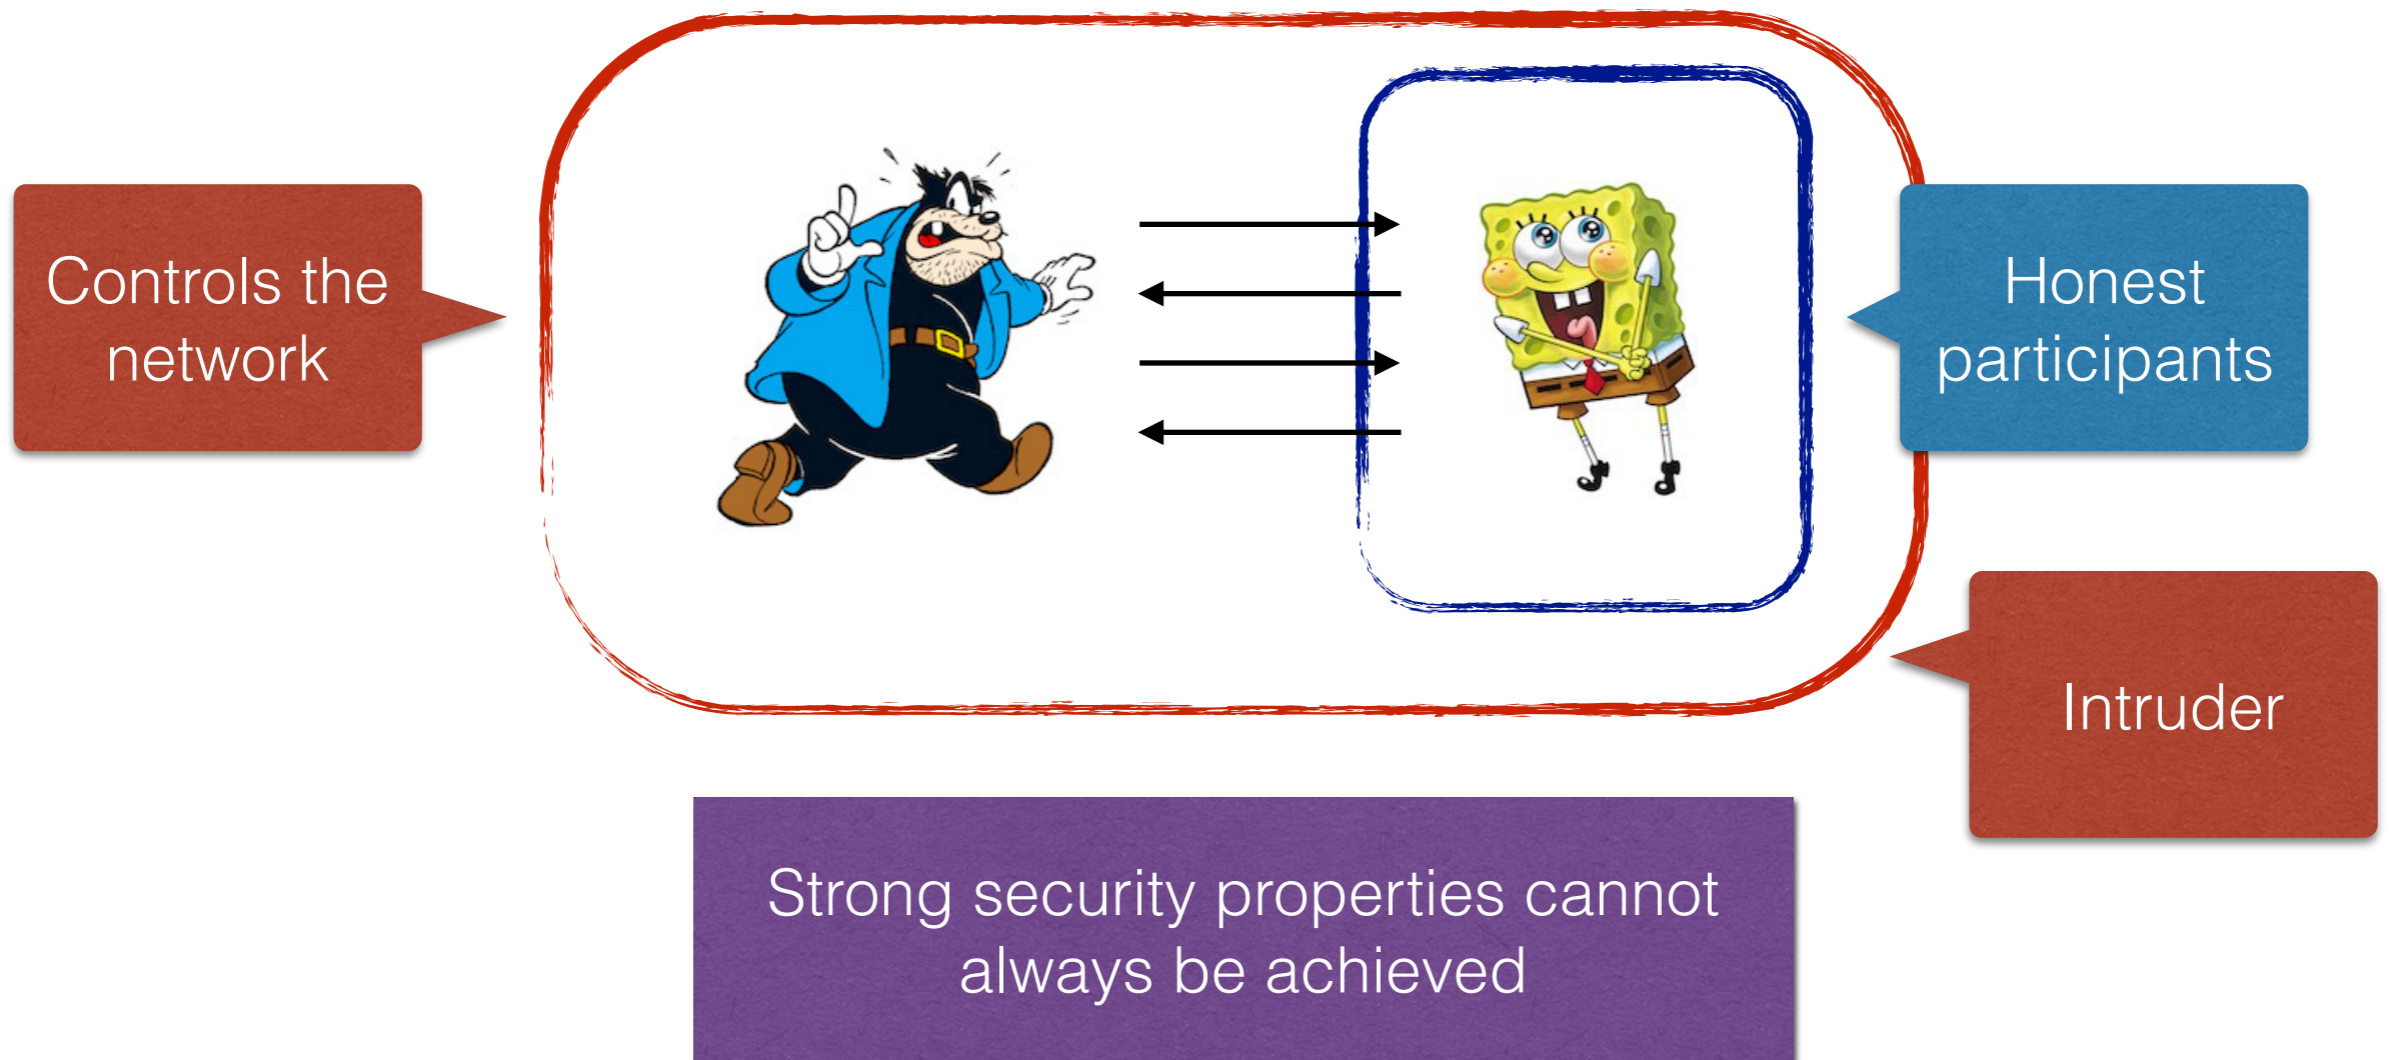 Controls the
network
Honest
participants
Intruder
Strong security properties cannot
always be achieved